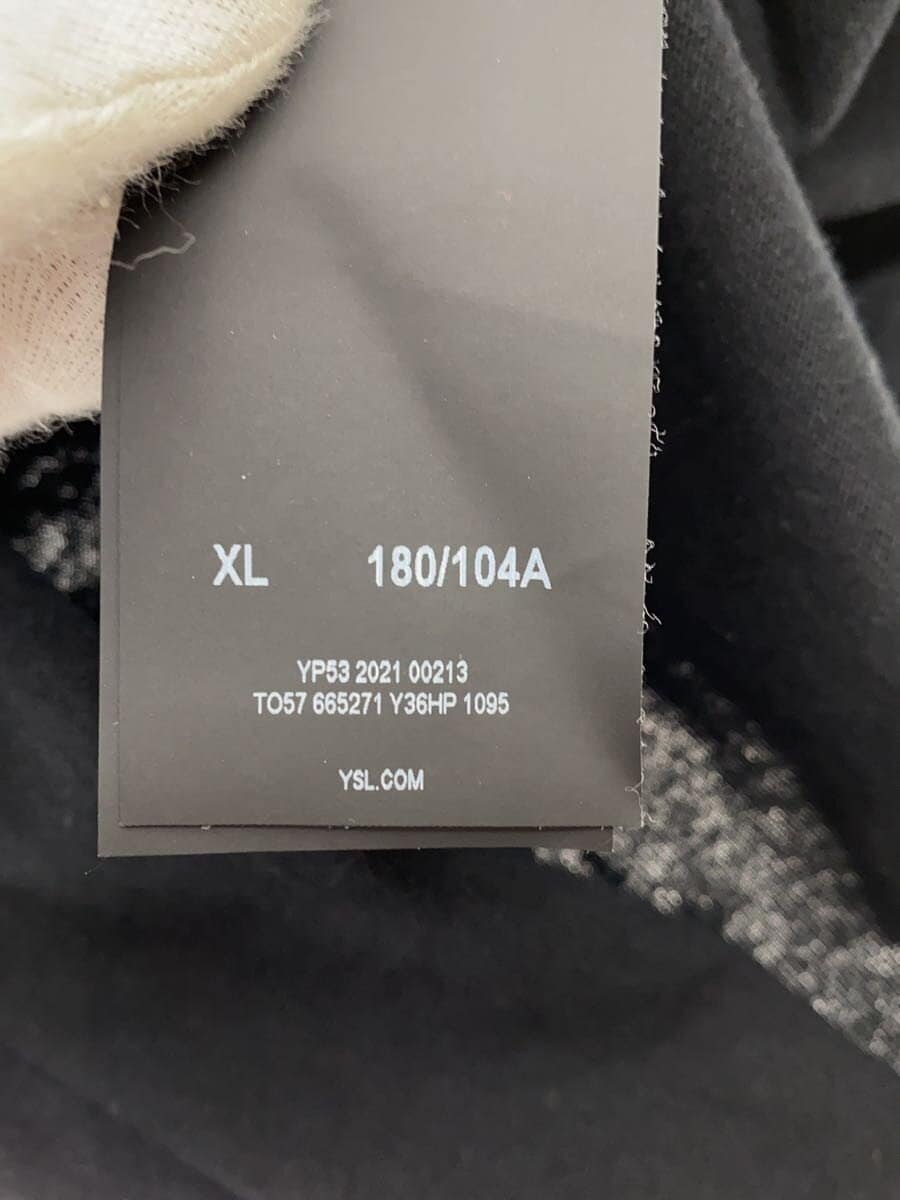 XL 180/104A
YP53 2021 00213
TO57 665271 Y36HP 1095
YSL.COM